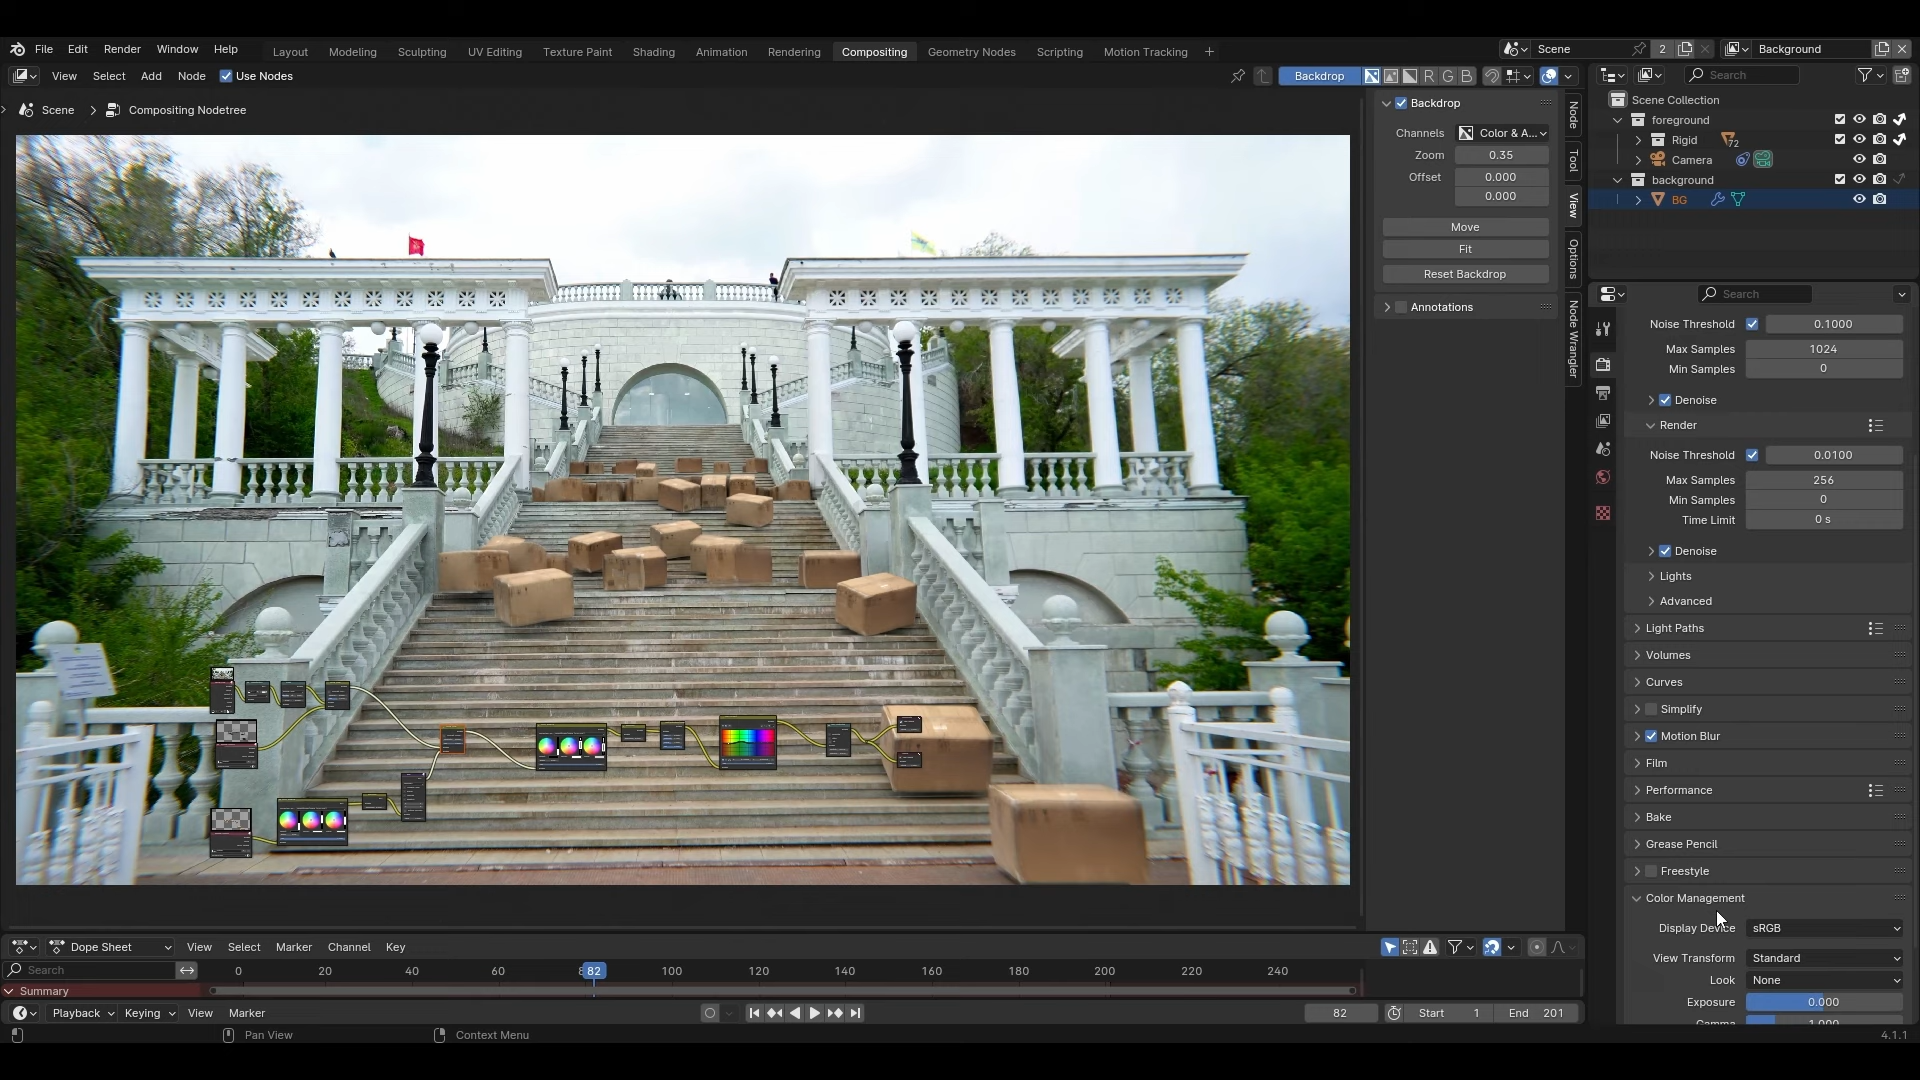 File Edit Render Window Help Layout Modeling Sculpting UV Editing Texture Paint Shading Animation Rendering Compositing Geometry Nodes Scripting Motion Tracking + Scene 2 Background
View Select Add Node Use Nodes Backdrop R G B Search
Scene > Compositing Nodetree
Backdrop
Channels Color & A...
Zoom 0.35
Offset 0.000
0.000
Move
Fit
Reset Backdrop
Annotations
Node
Tool
View
Options
Node Wrangler
Scene Collection
foreground
Rigid 72
Camera
background
BG
Search
Noise Threshold 0.1000
Max Samples 1024
Min Samples 0
Denoise
Render
Noise Threshold 0.0100
Max Samples 256
Min Samples 0
Time Limit 0 s
Denoise
Lights
Advanced
Light Paths
Volumes
Curves
Simplify
Motion Blur
Film
Performance
Bake
Grease Pencil
Freestyle
Color Management
Display Device sRGB
View Transform Standard
Look None
Exposure 0.000
Gamma 1.000
Dope Sheet View Select Marker Channel Key
Search 0 20 40 60 82 100 120 140 160 180 200 220 240
Summary
Playback Keying View Marker 82 Start 1 End 201
Pan View Context Menu 4.1.1